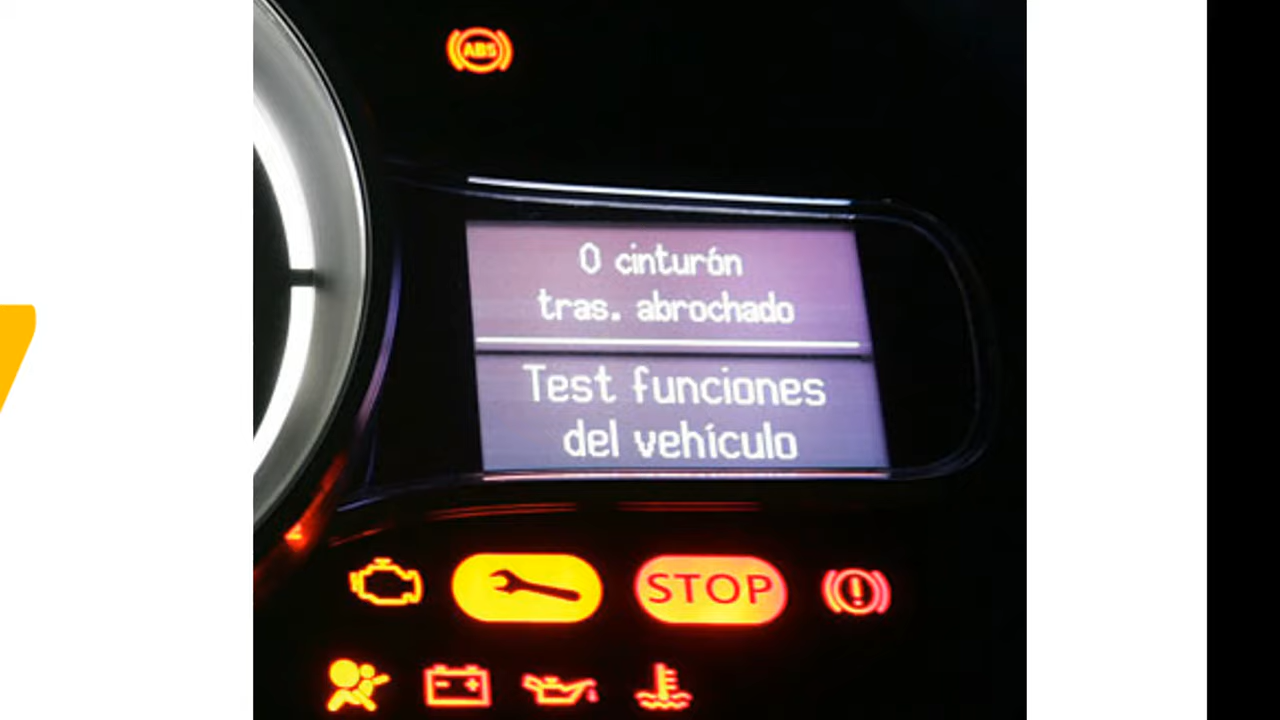 ABS
0 cinturón
tras. abrochado
Test funciones
del vehículo
STOP